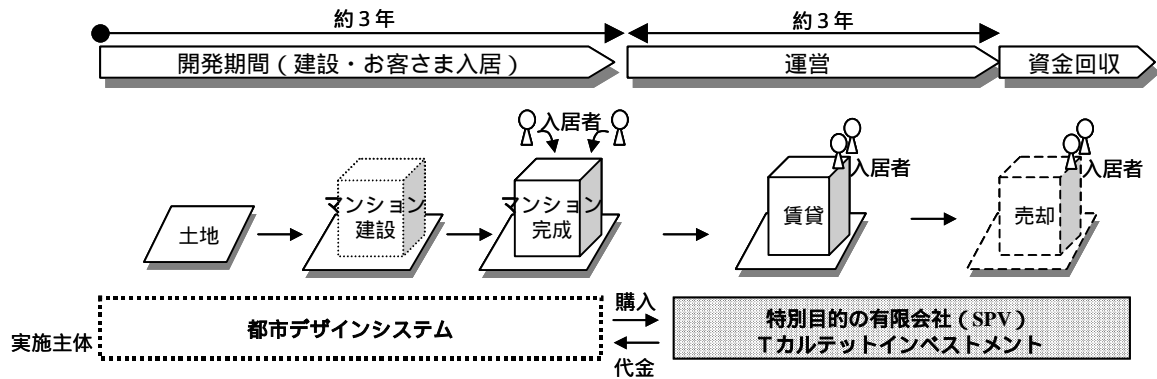 約３年
約３年
開発期間（建設・お客さま入居）
運営
資金回収
入居者
入居者
入居者
土地
マンション
建設
マンション
完成
賃貸
売却
実施主体
都市デザインシステム
購入
代金
特別目的の有限会社（SPV）
Ｔカルテットインベストメント